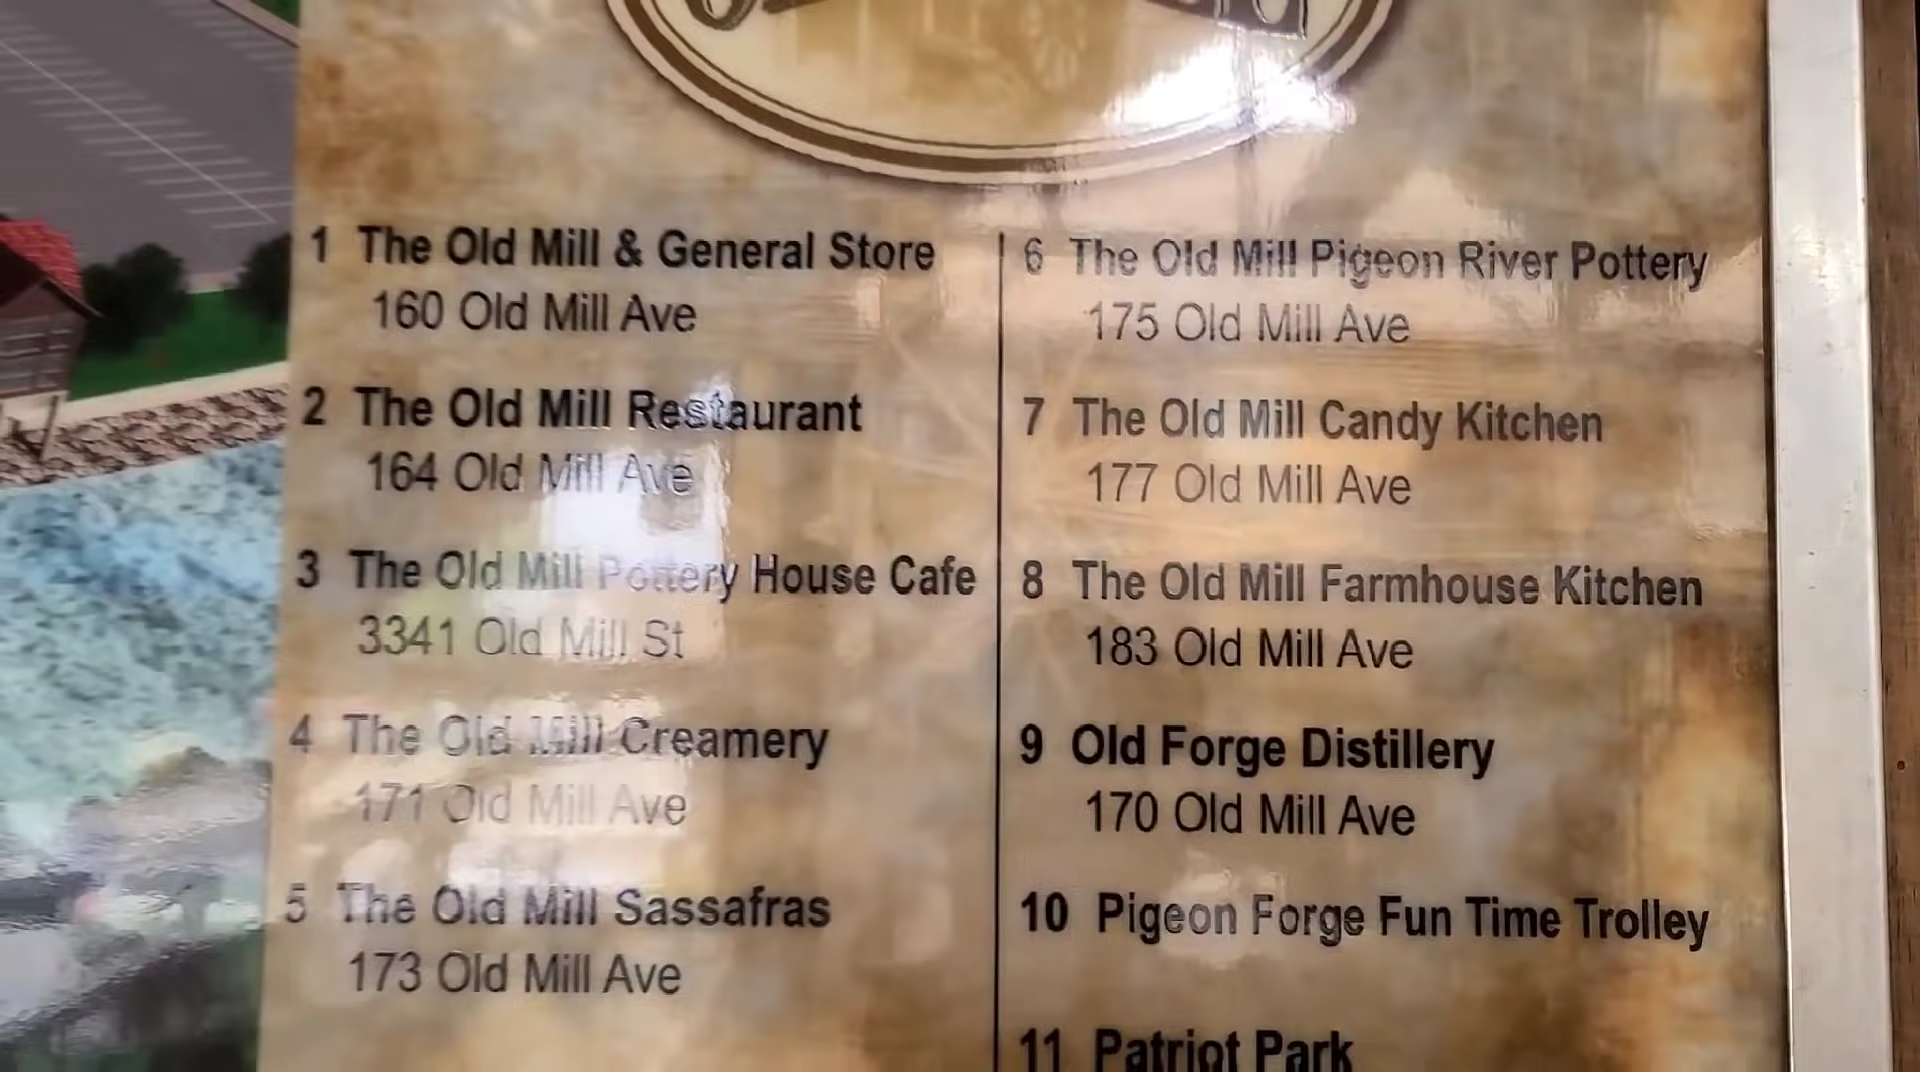 1 The Old Mill & General Store
160 Old Mill Ave
2 The Old Mill Restaurant
164 Old Mill Ave
3 The Old Mill Pottery House Cafe
3341 Old Mill St
4 The Old Mill Creamery
171 Old Mill Ave
5 The Old Mill Sassafras
173 Old Mill Ave
6 The Old Mill Pigeon River Pottery
175 Old Mill Ave
7 The Old Mill Candy Kitchen
177 Old Mill Ave
8 The Old Mill Farmhouse Kitchen
183 Old Mill Ave
9 Old Forge Distillery
170 Old Mill Ave
10 Pigeon Forge Fun Time Trolley
11 Patriot Park